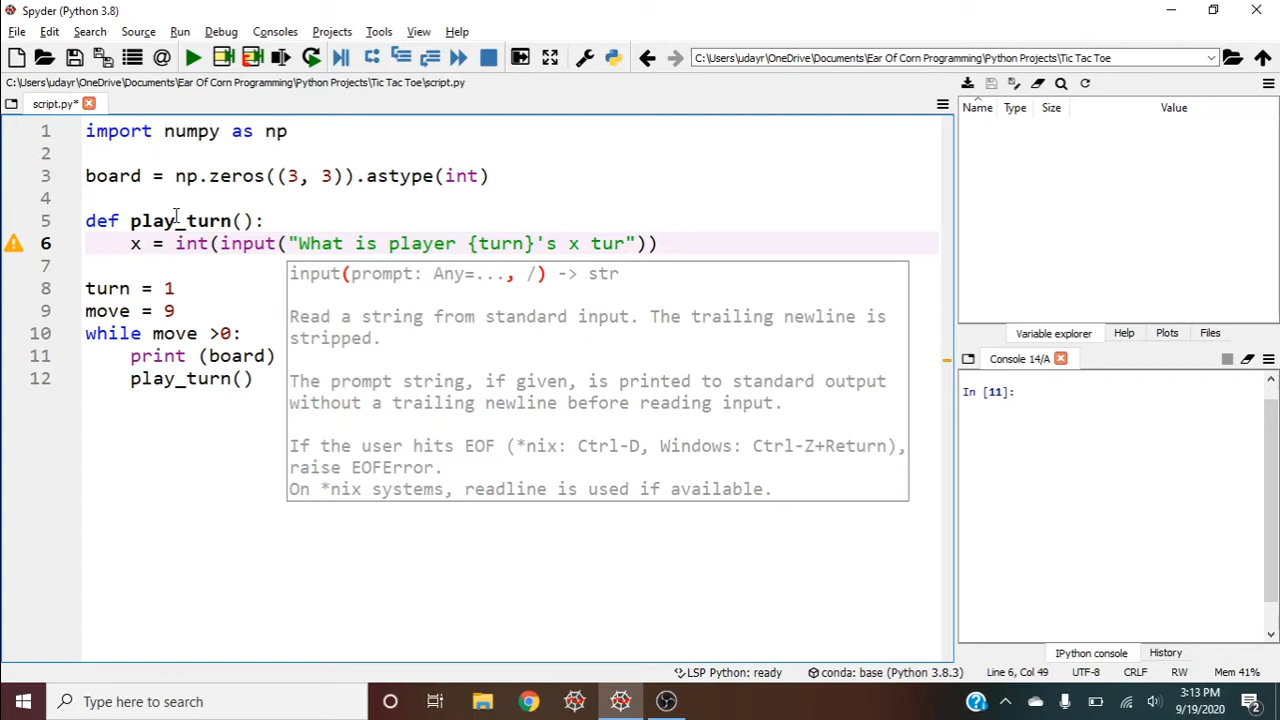 Spyder (Python 3.8)
File Edit Search Source Run Debug Consoles Projects Tools View Help
C:\Users\udayr\OneDrive\Documents\Ear Of Corn Programming\Python Projects\Tic Tac Toe
C:\Users\udayr\OneDrive\Documents\Ear Of Corn Programming\Python Projects\Tic Tac Toe\script.py
script.py*
1 import numpy as np
2
3 board = np.zeros((3, 3)).astype(int)
4
5 def play_turn():
6 x = int(input("What is player {turn}'s x tur"))
7
8 turn = 1
9 move = 9
10 while move >0:
11 print (board)
12 play_turn()
input(prompt: Any=..., /) -> str
Read a string from standard input. The trailing newline is
stripped.
The prompt string, if given, is printed to standard output
without a trailing newline before reading input.
If the user hits EOF (*nix: Ctrl-D, Windows: Ctrl-Z+Return),
raise EOFError.
On *nix systems, readline is used if available.
Name Type Size Value
Variable explorer Help Plots Files
Console 14/A
In [11]:
IPython console History
LSP Python: ready conda: base (Python 3.8.3) Line 6, Col 49 UTF-8 CRLF RW Mem 41%
Type here to search
3:13 PM
9/19/2020
2